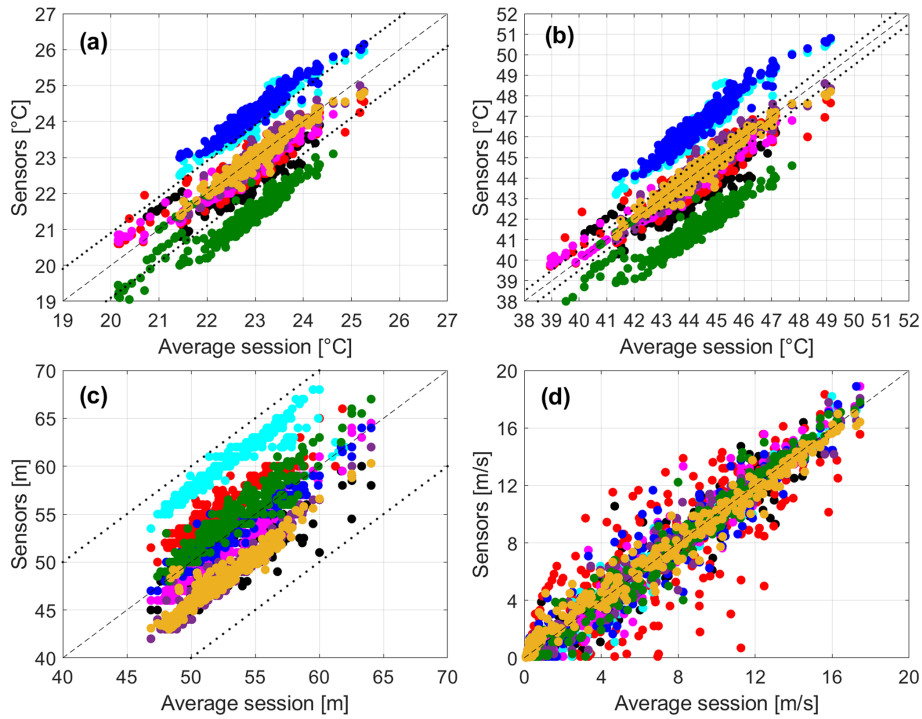 (a)
27
26
25
24
23
22
21
20
19
Sensors [°C]
19 20 21 22 23 24 25 26 27
Average session [°C]
(b)
52
51
50
49
48
47
46
45
44
43
42
41
40
39
38
Sensors [°C]
38 39 40 41 42 43 44 45 46 47 48 49 50 51 52
Average session [°C]
(c)
70
65
60
55
50
45
40
Sensors [m]
40 45 50 55 60 65 70
Average session [m]
(d)
20
16
12
8
4
0
Sensors [m/s]
0 4 8 12 16 20
Average session [m/s]